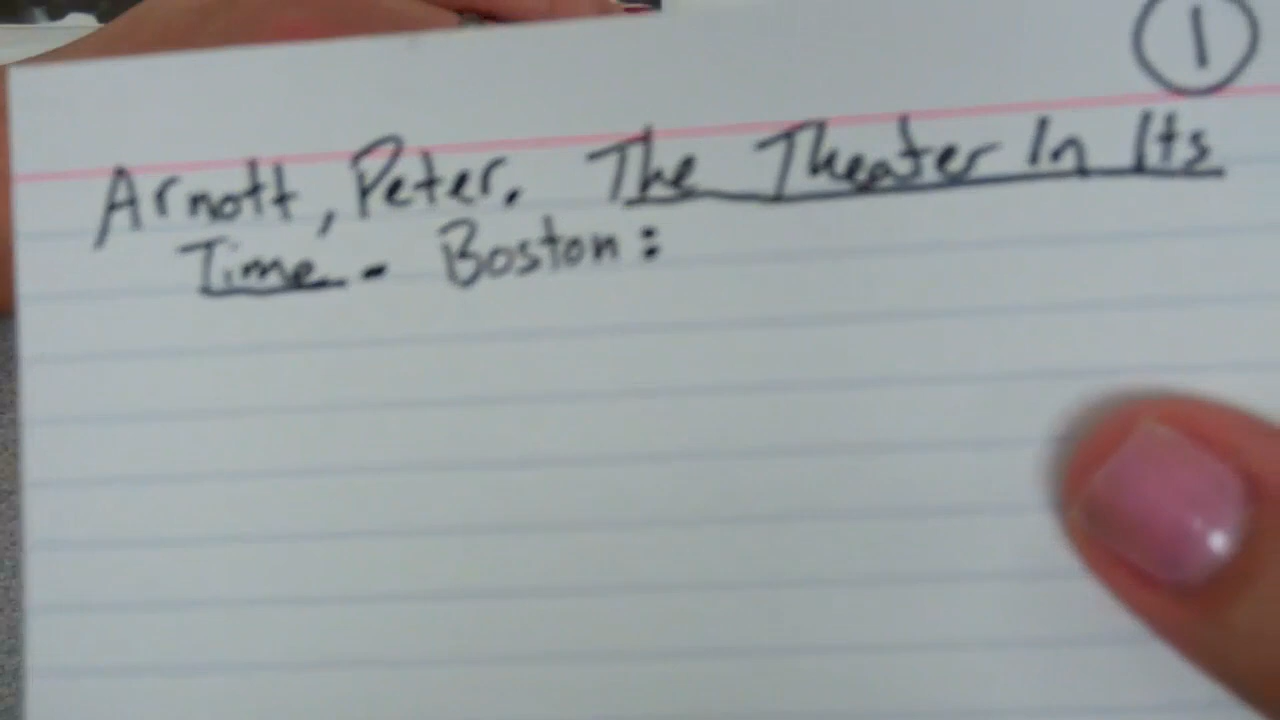 1
Arnott, Peter. The Theater In Its
Time. Boston: